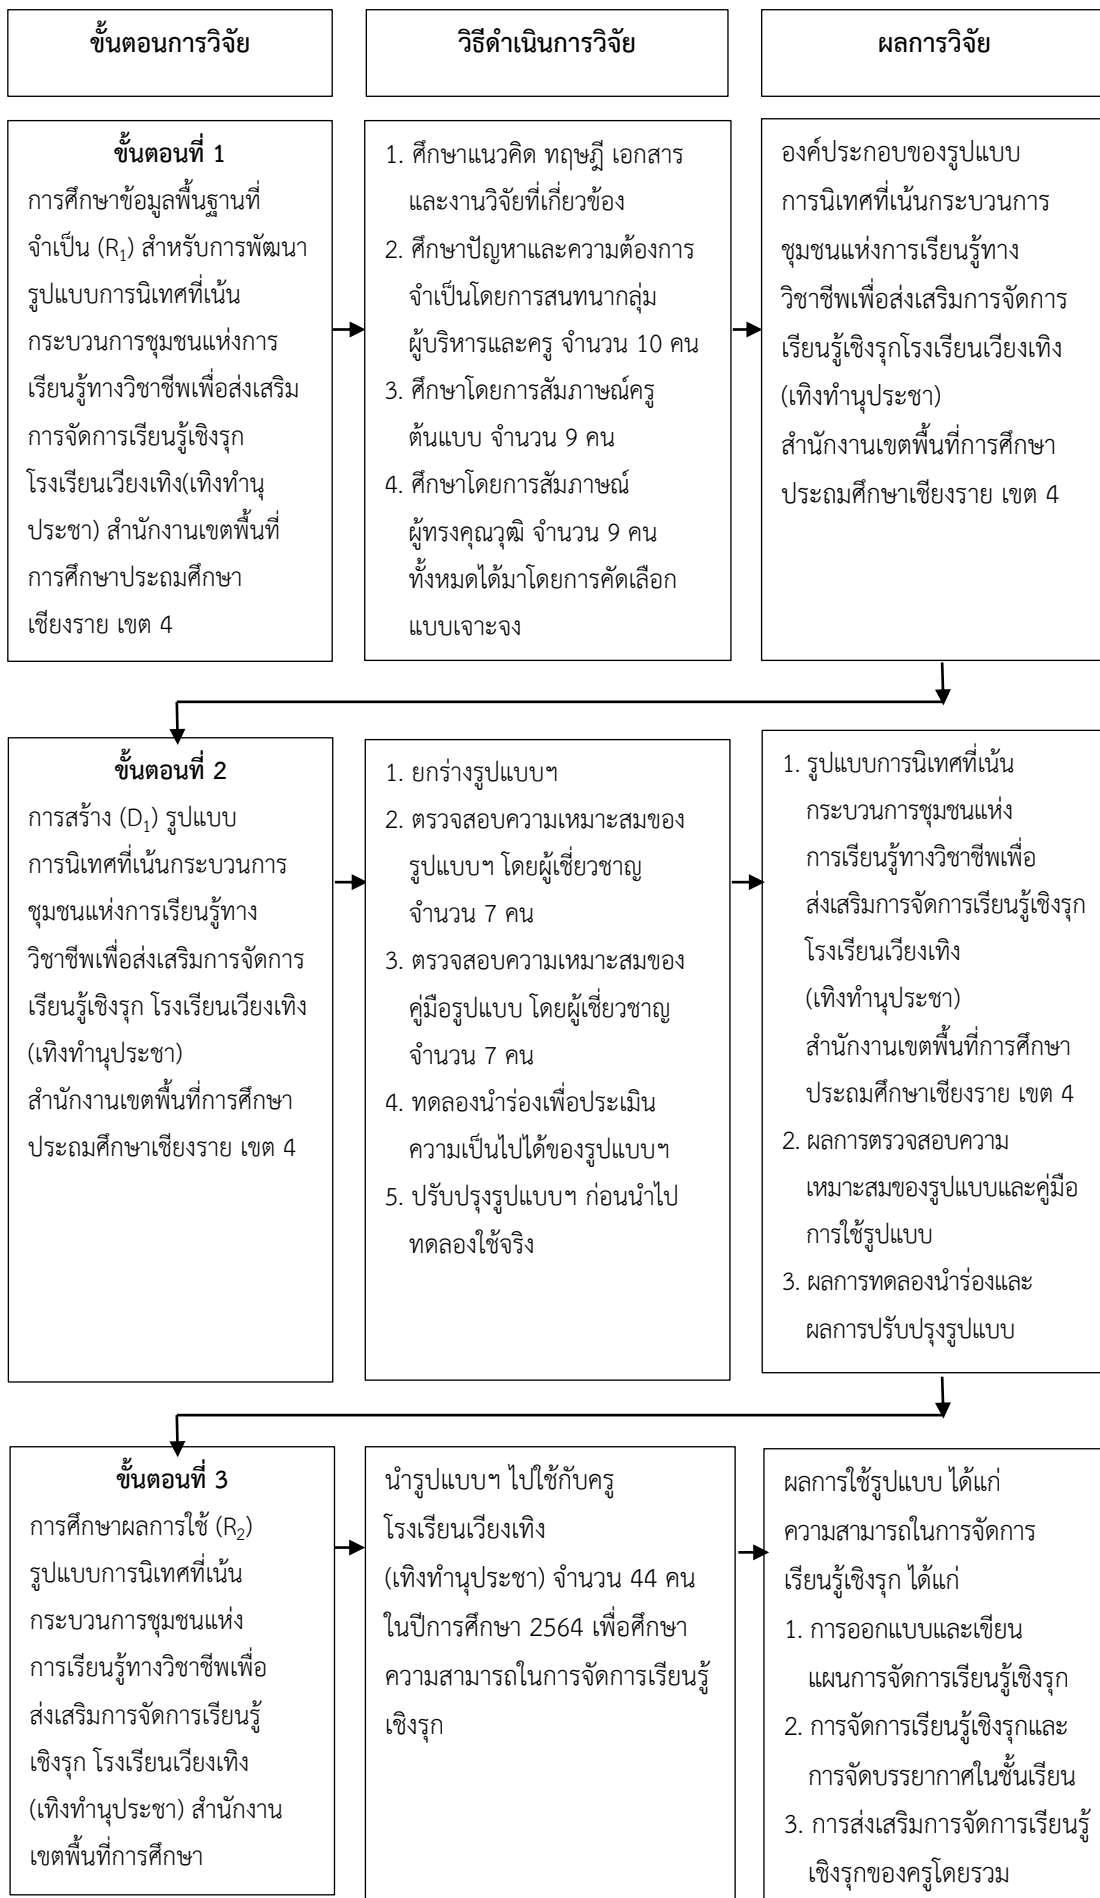 ขั้นตอนการวิจัย
วิธีดำเนินการวิจัย
ผลการวิจัย
ขั้นตอนที่ 1
การศึกษาข้อมูลพื้นฐานที่
จำเป็น (R₁) สำหรับการพัฒนา
รูปแบบการนิเทศที่เน้น
กระบวนการชุมชนแห่งการ
เรียนรู้ทางวิชาชีพเพื่อส่งเสริม
การจัดการเรียนรู้เชิงรุก
โรงเรียนเวียงเทิง(เทิงทำนุ
ประชา) สำนักงานเขตพื้นที่
การศึกษาประถมศึกษา
เชียงราย เขต 4
1. ศึกษาแนวคิด ทฤษฎี เอกสาร
และงานวิจัยที่เกี่ยวข้อง
2. ศึกษาปัญหาและความต้องการ
จำเป็นโดยการสนทนากลุ่ม
ผู้บริหารและครู จำนวน 10 คน
3. ศึกษาโดยการสัมภาษณ์ครู
ต้นแบบ จำนวน 9 คน
4. ศึกษาโดยการสัมภาษณ์
ผู้ทรงคุณวุฒิ จำนวน 9 คน
ทั้งหมดได้มาโดยการคัดเลือก
แบบเจาะจง
องค์ประกอบของรูปแบบ
การนิเทศที่เน้นกระบวนการ
ชุมชนแห่งการเรียนรู้ทาง
วิชาชีพเพื่อส่งเสริมการจัดการ
เรียนรู้เชิงรุกโรงเรียนเวียงเทิง
(เทิงทำนุประชา)
สำนักงานเขตพื้นที่การศึกษา
ประถมศึกษาเชียงราย เขต 4
ขั้นตอนที่ 2
การสร้าง (D₁) รูปแบบ
การนิเทศที่เน้นกระบวนการ
ชุมชนแห่งการเรียนรู้ทาง
วิชาชีพเพื่อส่งเสริมการจัดการ
เรียนรู้เชิงรุก โรงเรียนเวียงเทิง
(เทิงทำนุประชา)
สำนักงานเขตพื้นที่การศึกษา
ประถมศึกษาเชียงราย เขต 4
1. ยกร่างรูปแบบฯ
2. ตรวจสอบความเหมาะสมของ
รูปแบบฯ โดยผู้เชี่ยวชาญ
จำนวน 7 คน
3. ตรวจสอบความเหมาะสมของ
คู่มือรูปแบบ โดยผู้เชี่ยวชาญ
จำนวน 7 คน
4. ทดลองนำร่องเพื่อประเมิน
ความเป็นไปได้ของรูปแบบฯ
5. ปรับปรุงรูปแบบฯ ก่อนนำไป
ทดลองใช้จริง
1. รูปแบบการนิเทศที่เน้น
กระบวนการชุมชนแห่ง
การเรียนรู้ทางวิชาชีพเพื่อ
ส่งเสริมการจัดการเรียนรู้เชิงรุก
โรงเรียนเวียงเทิง
(เทิงทำนุประชา)
สำนักงานเขตพื้นที่การศึกษา
ประถมศึกษาเชียงราย เขต 4
2. ผลการตรวจสอบความ
เหมาะสมของรูปแบบและคู่มือ
การใช้รูปแบบ
3. ผลการทดลองนำร่องและ
ผลการปรับปรุงรูปแบบ
ขั้นตอนที่ 3
การศึกษาผลการใช้ (R₂)
รูปแบบการนิเทศที่เน้น
กระบวนการชุมชนแห่ง
การเรียนรู้ทางวิชาชีพเพื่อ
ส่งเสริมการจัดการเรียนรู้
เชิงรุก โรงเรียนเวียงเทิง
(เทิงทำนุประชา) สำนักงาน
เขตพื้นที่การศึกษา
นำรูปแบบฯ ไปใช้กับครู
โรงเรียนเวียงเทิง
(เทิงทำนุประชา) จำนวน 44 คน
ในปีการศึกษา 2564 เพื่อศึกษา
ความสามารถในการจัดการเรียนรู้
เชิงรุก
ผลการใช้รูปแบบ ได้แก่
ความสามารถในการจัดการ
เรียนรู้เชิงรุก ได้แก่
1. การออกแบบและเขียน
แผนการจัดการเรียนรู้เชิงรุก
2. การจัดการเรียนรู้เชิงรุกและ
การจัดบรรยากาศในชั้นเรียน
3. การส่งเสริมการจัดการเรียนรู้
เชิงรุกของครูโดยรวม